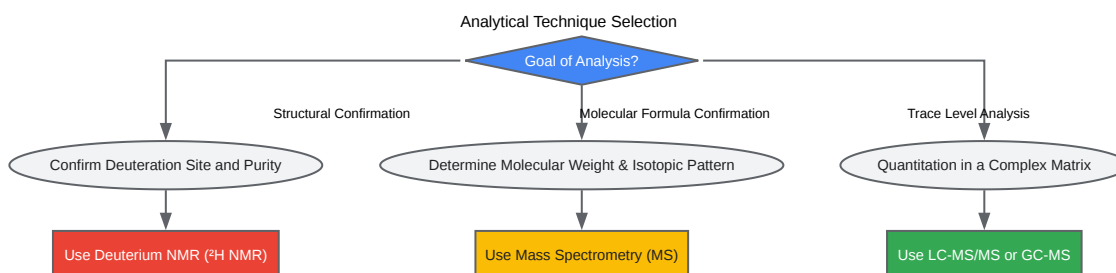 Analytical Technique Selection
Goal of Analysis?
Structural Confirmation
Molecular Formula Confirmation
Trace Level Analysis
Confirm Deuteration Site and Purity
Determine Molecular Weight & Isotopic Pattern
Quantitation in a Complex Matrix
Use Deuterium NMR (²H NMR)
Use Mass Spectrometry (MS)
Use LC-MS/MS or GC-MS